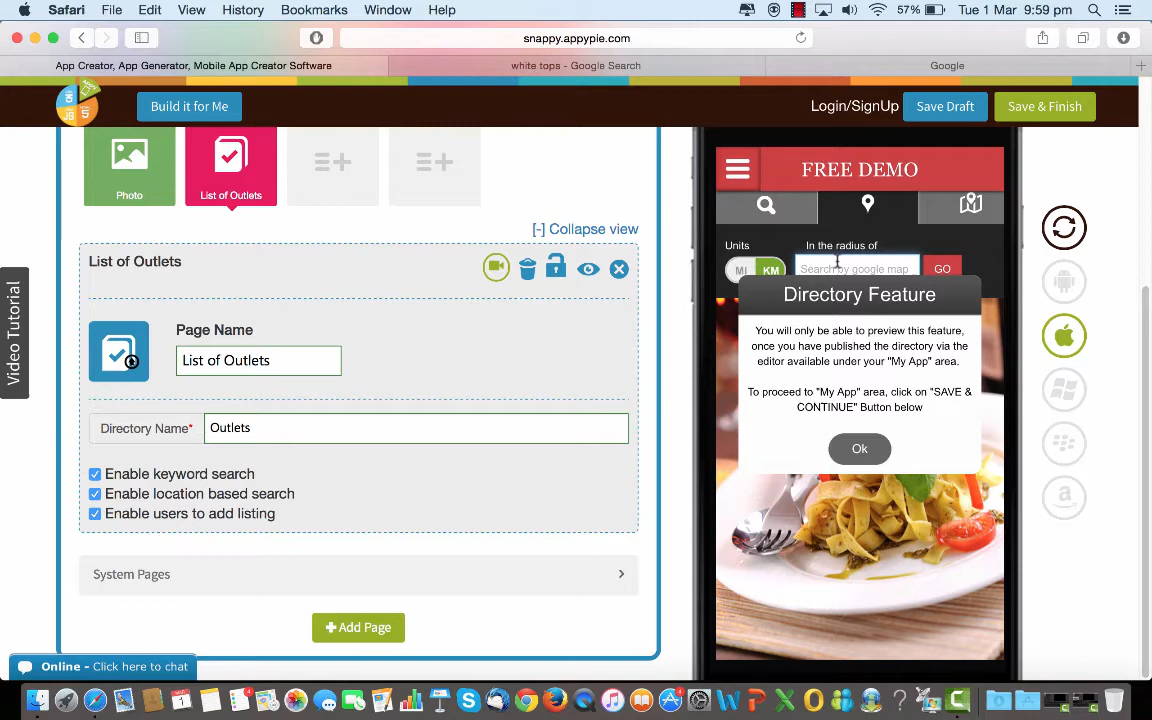 Safari File Edit View History Bookmarks Window Help 57% Tue 1 Mar 9:59 pm
snappy.appypie.com
App Creator, App Generator, Mobile App Creator Software
white tops - Google Search
Google
Build it for Me
Login/SignUp
Save Draft
Save & Finish
Photo
List of Outlets
[-] Collapse view
List of Outlets
Page Name
List of Outlets
Directory Name*
Outlets
Enable keyword search
Enable location based search
Enable users to add listing
System Pages
+ Add Page
Video Tutorial
Online - Click here to chat
FREE DEMO
Units
In the radius of
MI KM
Search by google map
GO
Directory Feature
You will only be able to preview this feature,
once you have published the directory via the
editor available under your "My App" area.
To proceed to "My App" area, click on "SAVE &
CONTINUE" Button below
Ok